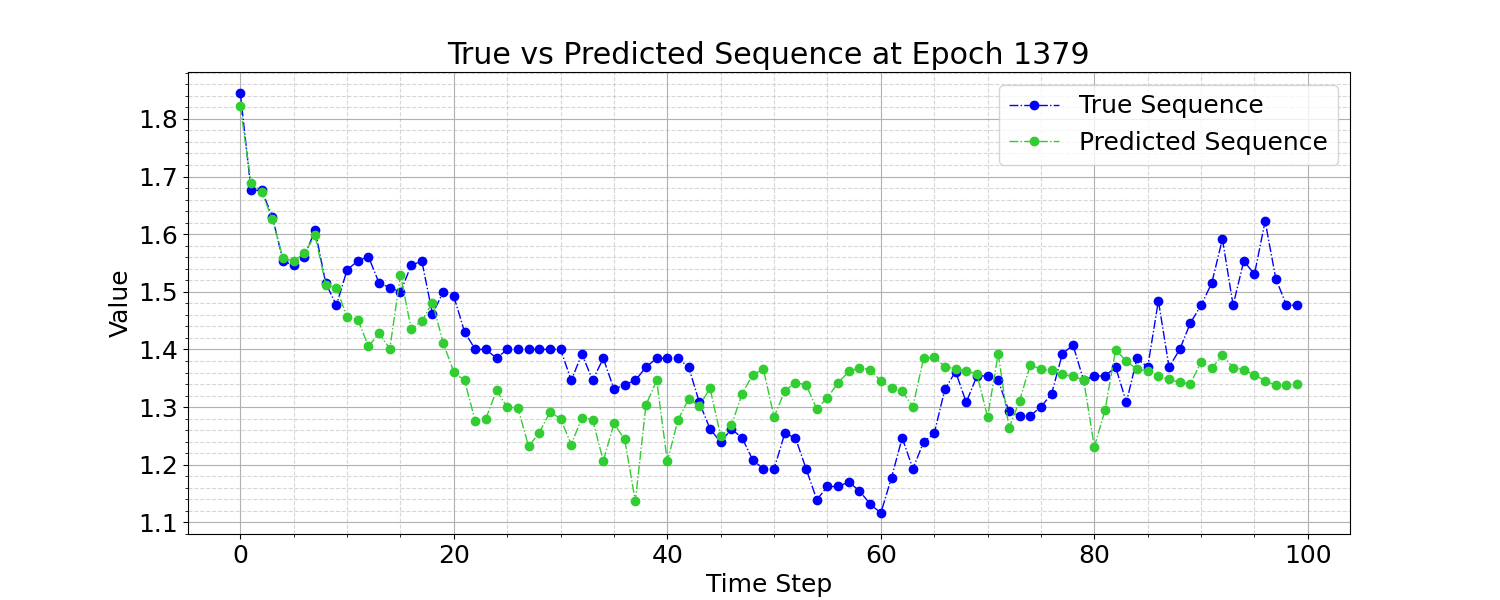 True vs Predicted Sequence at Epoch 1379
True Sequence
Predicted Sequence
Value
1.8
1.7
1.6
1.5
1.4
1.3
1.2
1.1
0 20 40 60 80 100
Time Step